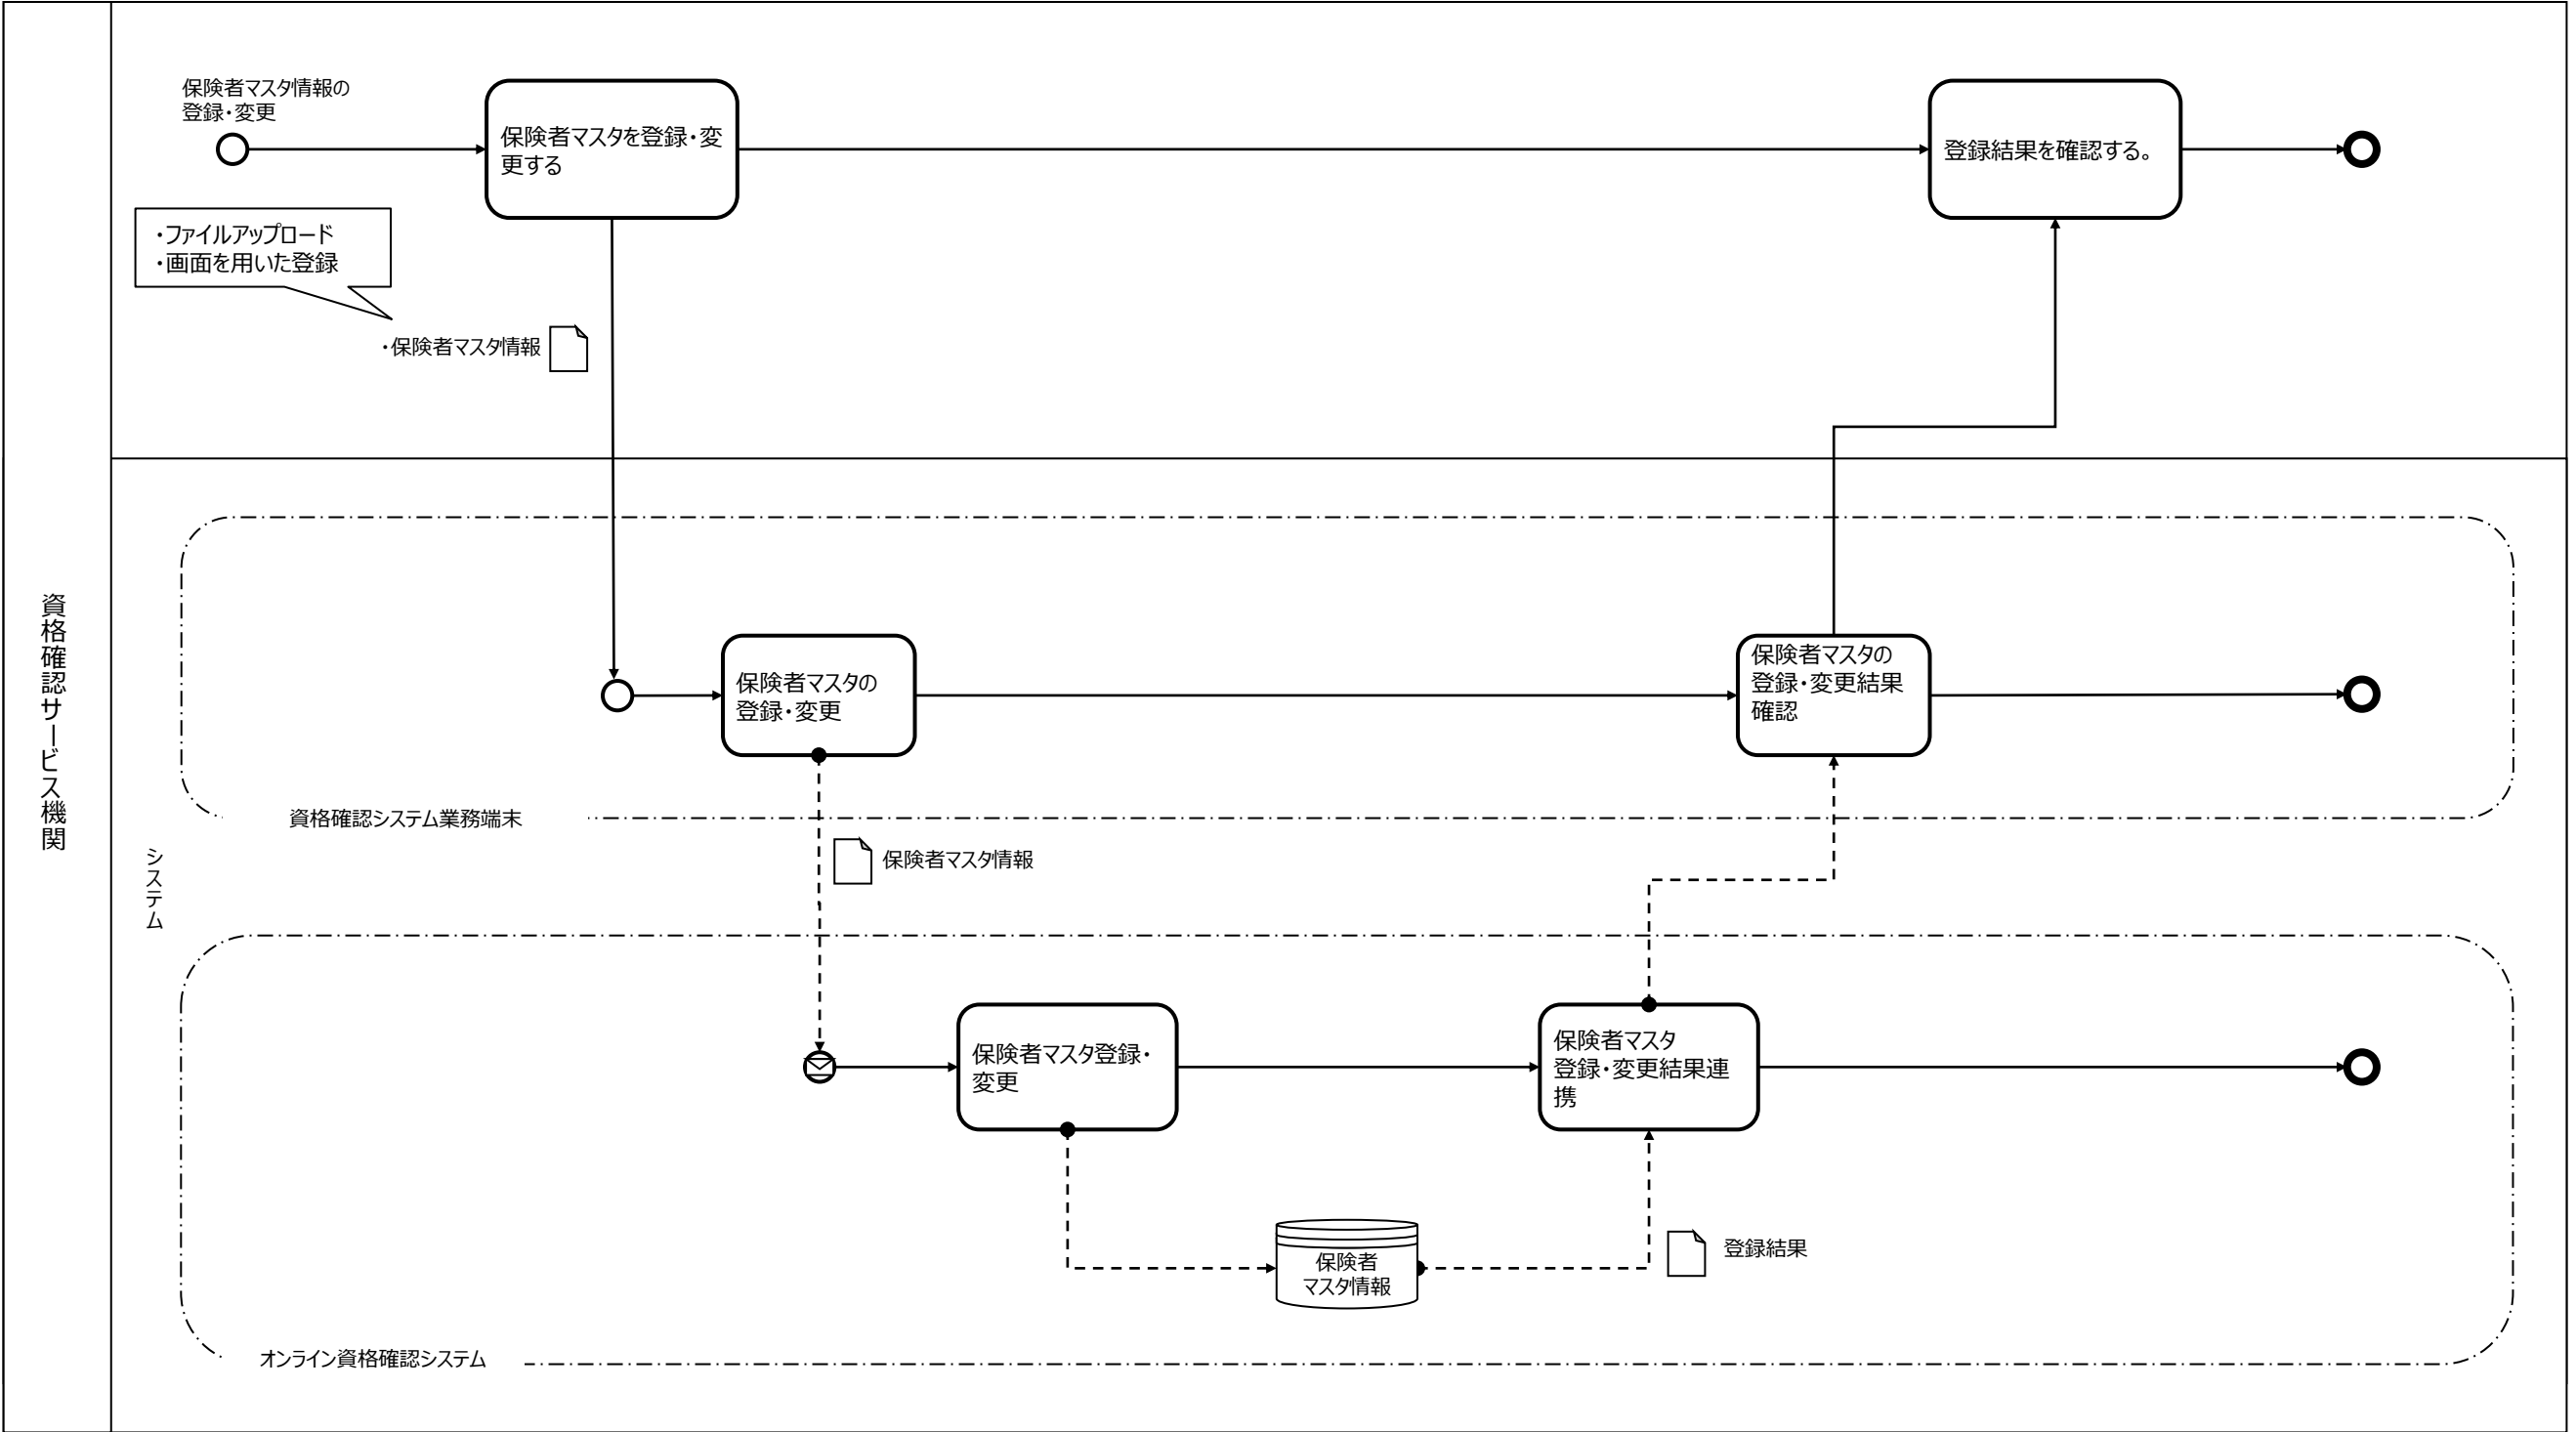 保険者マスタ情報の
登録・変更
保険者マスタを登録・変
更する
登録結果を確認する。
・ファイルアップロード
・画面を用いた登録
・保険者マスタ情報
資格確認サービス機関
保険者マスタの
登録・変更
保険者マスタの
登録・変更結果
確認
資格確認システム業務端末
システム
保険者マスタ情報
保険者マスタ登録・
変更
保険者マスタ
登録・変更結果連
携
保険者
マスタ情報
登録結果
オンライン資格確認システム